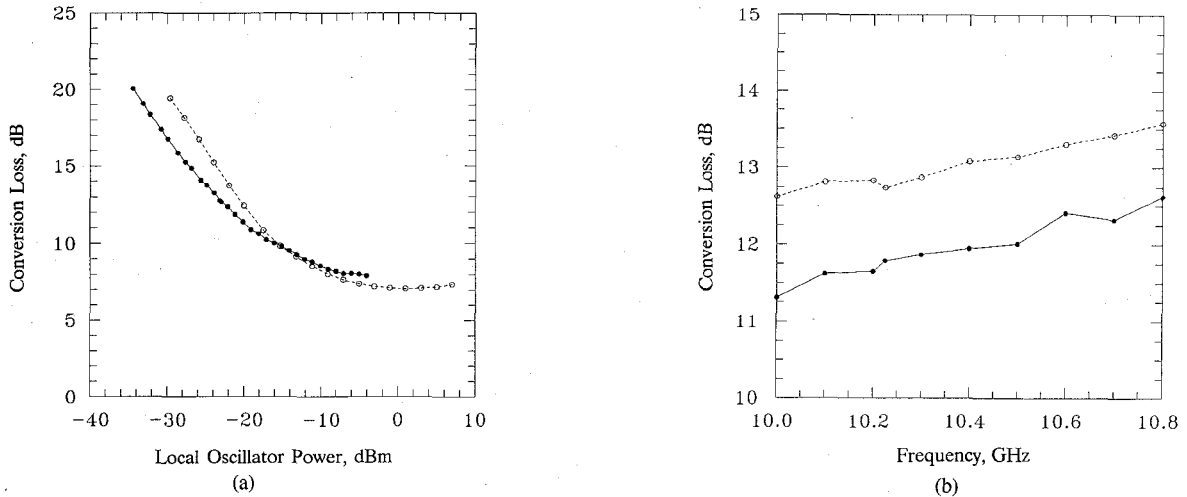 25
20
15
10
5
0
Conversion Loss, dB
−40 −30 −20 −10 0 10
Local Oscillator Power, dBm
(a)
15
14
13
12
11
10
Conversion Loss, dB
10.0 10.2 10.4 10.6 10.8
Frequency, GHz
(b)